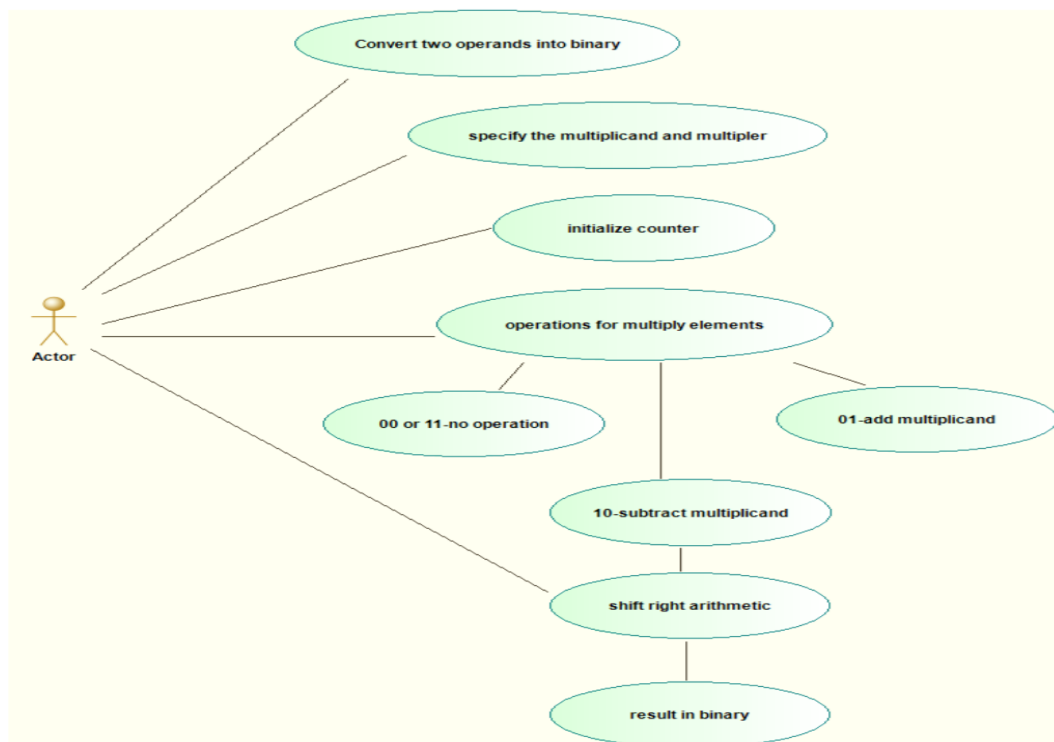 Convert two operands into binary
specify the multiplicand and multipler
initialize counter
operations for multiply elements
Actor
00 or 11-no operation
01-add multiplicand
10-subtract multiplicand
shift right arithmetic
result in binary